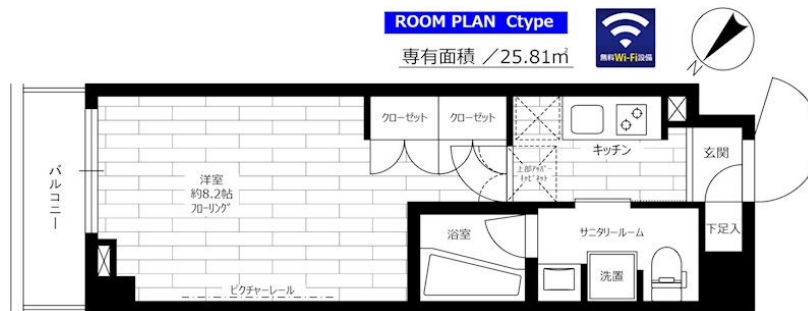 ROOM PLAN Ctype
専有面積 ／25.81㎡
無料Wi-Fi設備
N
クローゼット
クローゼット
キッチン
玄関
上部アッパー
キャビネット
バルコニー
洋室
約8.2帖
フローリング
下足入
浴室
サニタリールーム
洗置
ピクチャーレール